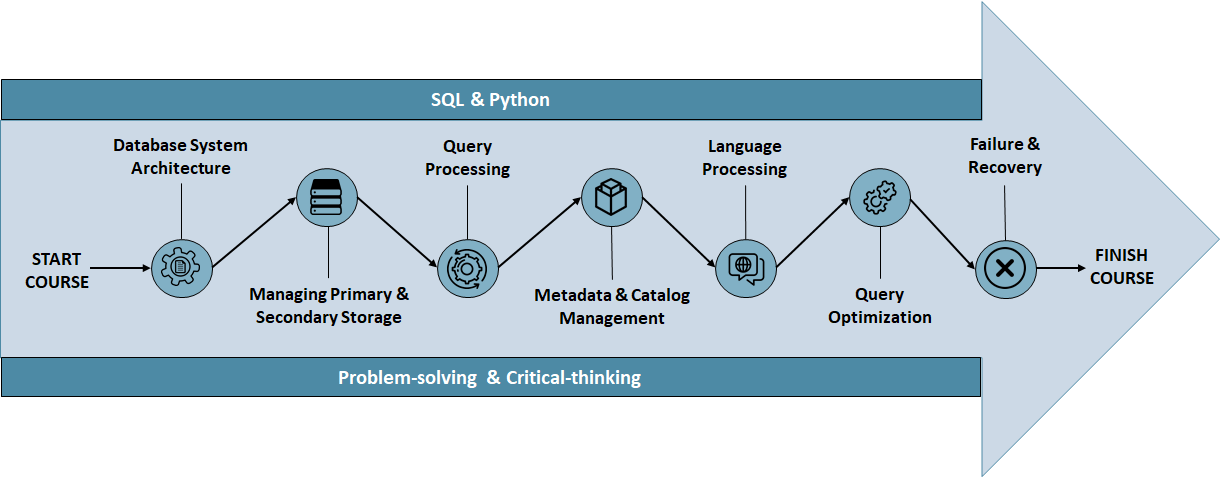 SQL & Python
START
COURSE
Database System
Architecture
Managing Primary &
Secondary Storage
Query
Processing
Metadata & Catalog
Management
Language
Processing
Query
Optimization
Failure &
Recovery
FINISH
COURSE
Problem-solving & Critical-thinking